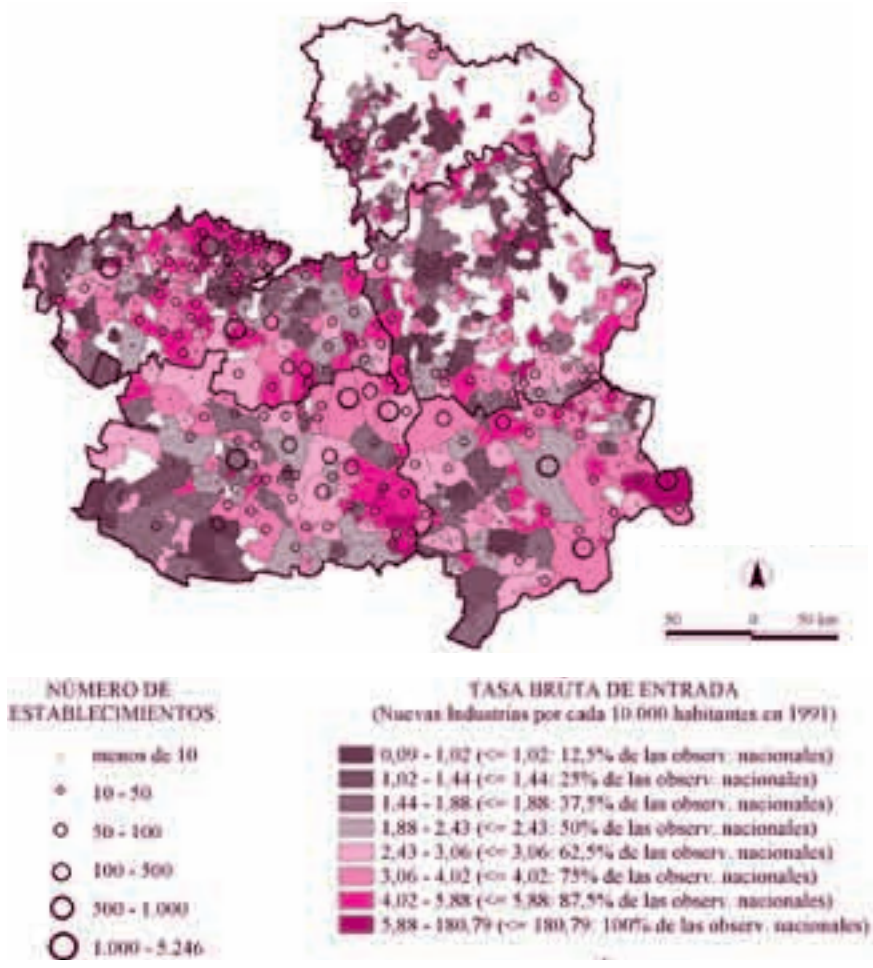 50 0 50 km
NÚMERO DE
ESTABLECIMIENTOS
menos de 10
10 - 50
50 - 100
100 - 500
500 - 1.000
1.000 - 5.246
TASA BRUTA DE ENTRADA
(Nuevas Industrias por cada 10.000 habitantes en 1991)
0,09 - 1,02 (<= 1,02: 12,5% de las observ. nacionales)
1,02 - 1,44 (<= 1,44: 25% de las observ. nacionales)
1,44 - 1,88 (<= 1,88: 37,5% de las observ. nacionales)
1,88 - 2,43 (<= 2,43: 50% de las observ. nacionales)
2,43 - 3,06 (<= 3,06: 62,5% de las observ. nacionales)
3,06 - 4,02 (<= 4,02: 75% de las observ. nacionales)
4,02 - 5,88 (<= 5,88: 87,5% de las observ. nacionales)
5,88 - 180,79 (<= 180,79: 100% de las observ. nacionales)